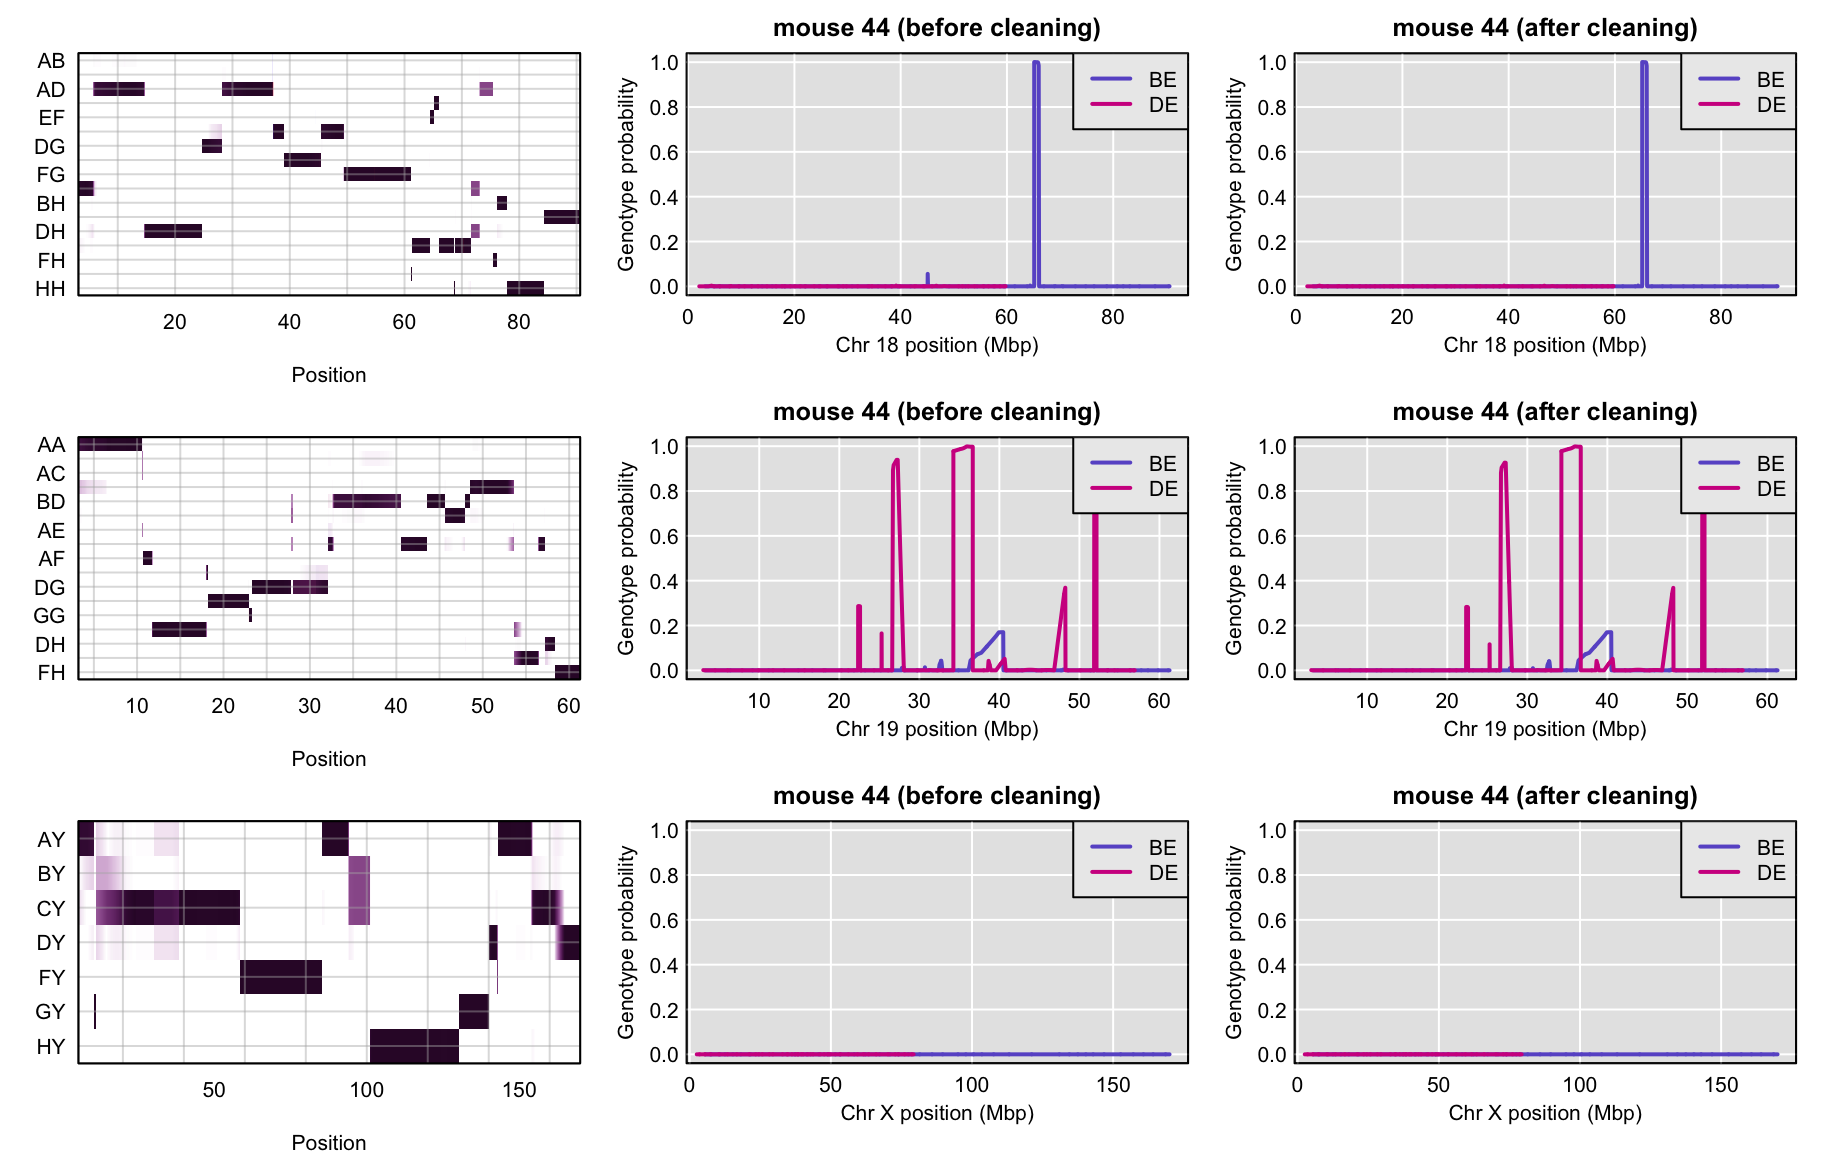 AB
AD
EF
DG
FG
BH
DH
FH
HH
20 40 60 80
Position
mouse 44 (before cleaning)
Genotype probability
1.0
0.8
0.6
0.4
0.2
0.0
BE
DE
0 20 40 60 80
Chr 18 position (Mbp)
mouse 44 (after cleaning)
Genotype probability
1.0
0.8
0.6
0.4
0.2
0.0
BE
DE
0 20 40 60 80
Chr 18 position (Mbp)
AA
AC
BD
AE
AF
DG
GG
DH
FH
10 20 30 40 50 60
Position
mouse 44 (before cleaning)
Genotype probability
1.0
0.8
0.6
0.4
0.2
0.0
BE
DE
10 20 30 40 50 60
Chr 19 position (Mbp)
mouse 44 (after cleaning)
Genotype probability
1.0
0.8
0.6
0.4
0.2
0.0
BE
DE
10 20 30 40 50 60
Chr 19 position (Mbp)
AY
BY
CY
DY
FY
GY
HY
50 100 150
Position
mouse 44 (before cleaning)
Genotype probability
1.0
0.8
0.6
0.4
0.2
0.0
BE
DE
0 50 100 150
Chr X position (Mbp)
mouse 44 (after cleaning)
Genotype probability
1.0
0.8
0.6
0.4
0.2
0.0
BE
DE
0 50 100 150
Chr X position (Mbp)